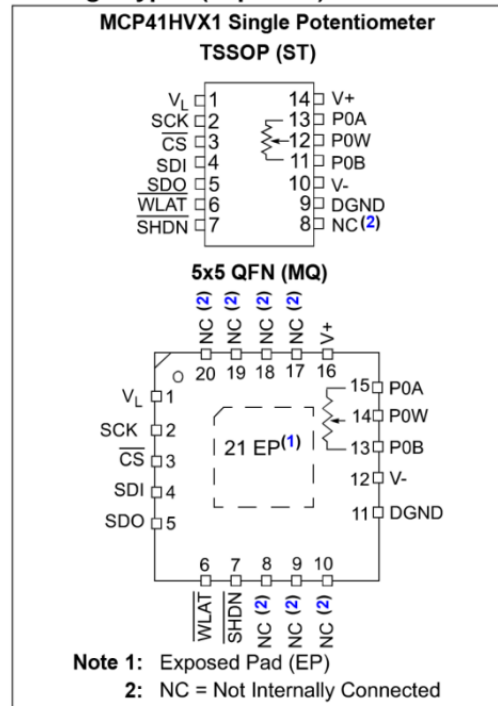 MCP41HVX1 Single Potentiometer
TSSOP (ST)
VL 1
SCK 2
CS 3
SDI 4
SDO 5
WLAT 6
SHDN 7
14 V+
13 P0A
12 P0W
11 P0B
10 V-
9 DGND
8 NC (2)
5x5 QFN (MQ)
NC (2) NC (2) NC (2) NC (2) V+
20 19 18 17 16
VL 1
SCK 2
CS 3
SDI 4
SDO 5
21 EP(1)
15 P0A
14 P0W
13 P0B
12 V-
11 DGND
6 7 8 9 10
WLAT SHDN NC (2) NC (2) NC (2)
Note 1: Exposed Pad (EP)
2: NC = Not Internally Connected